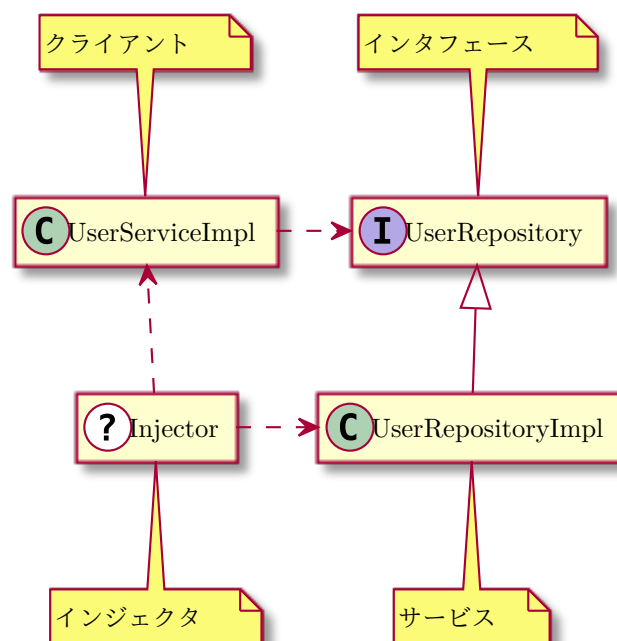 クライアント
インタフェース
C UserServiceImpl
I UserRepository
? Injector
C UserRepositoryImpl
インジェクタ
サービス